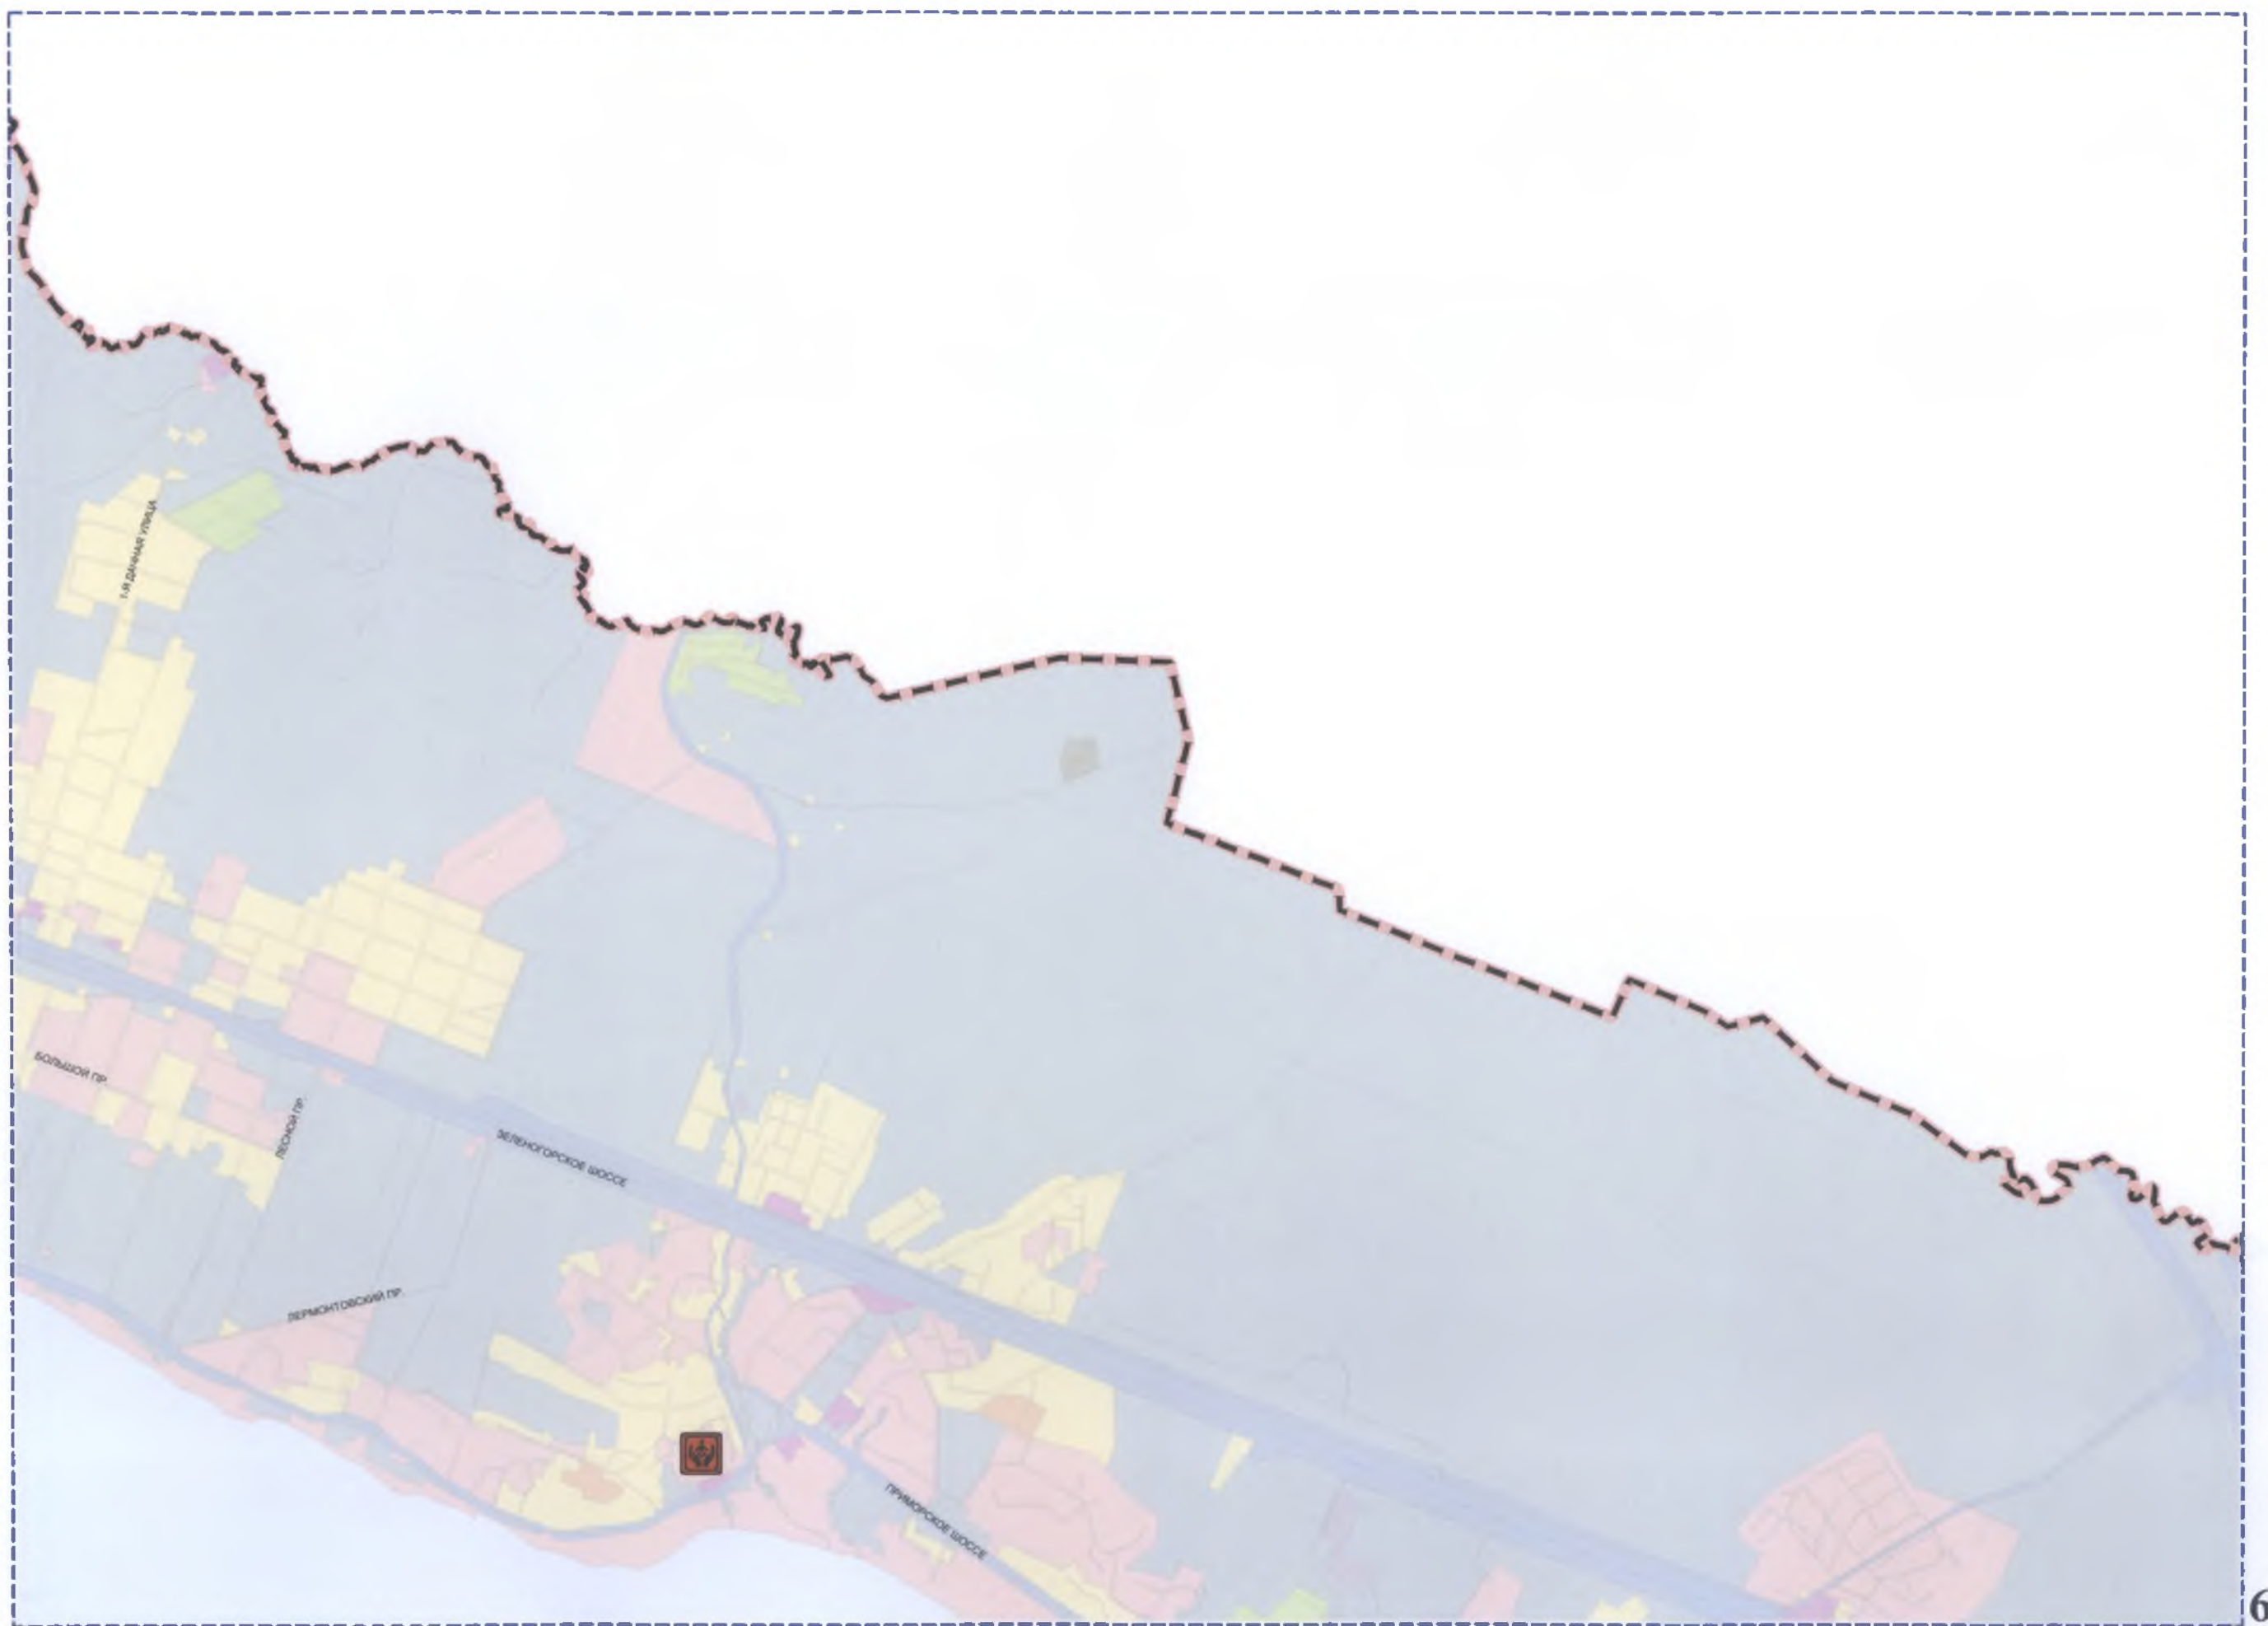 1-Я ДАЧНАЯ УЛИЦА
БОЛЬШОЙ ПР.
ЛЕСНОЙ ПР.
ЗЕЛЕНОГОРСКОЕ ШОССЕ
ЛЕРМОНТОВСКИЙ ПР.
ПРИМОРСКОЕ ШОССЕ
6